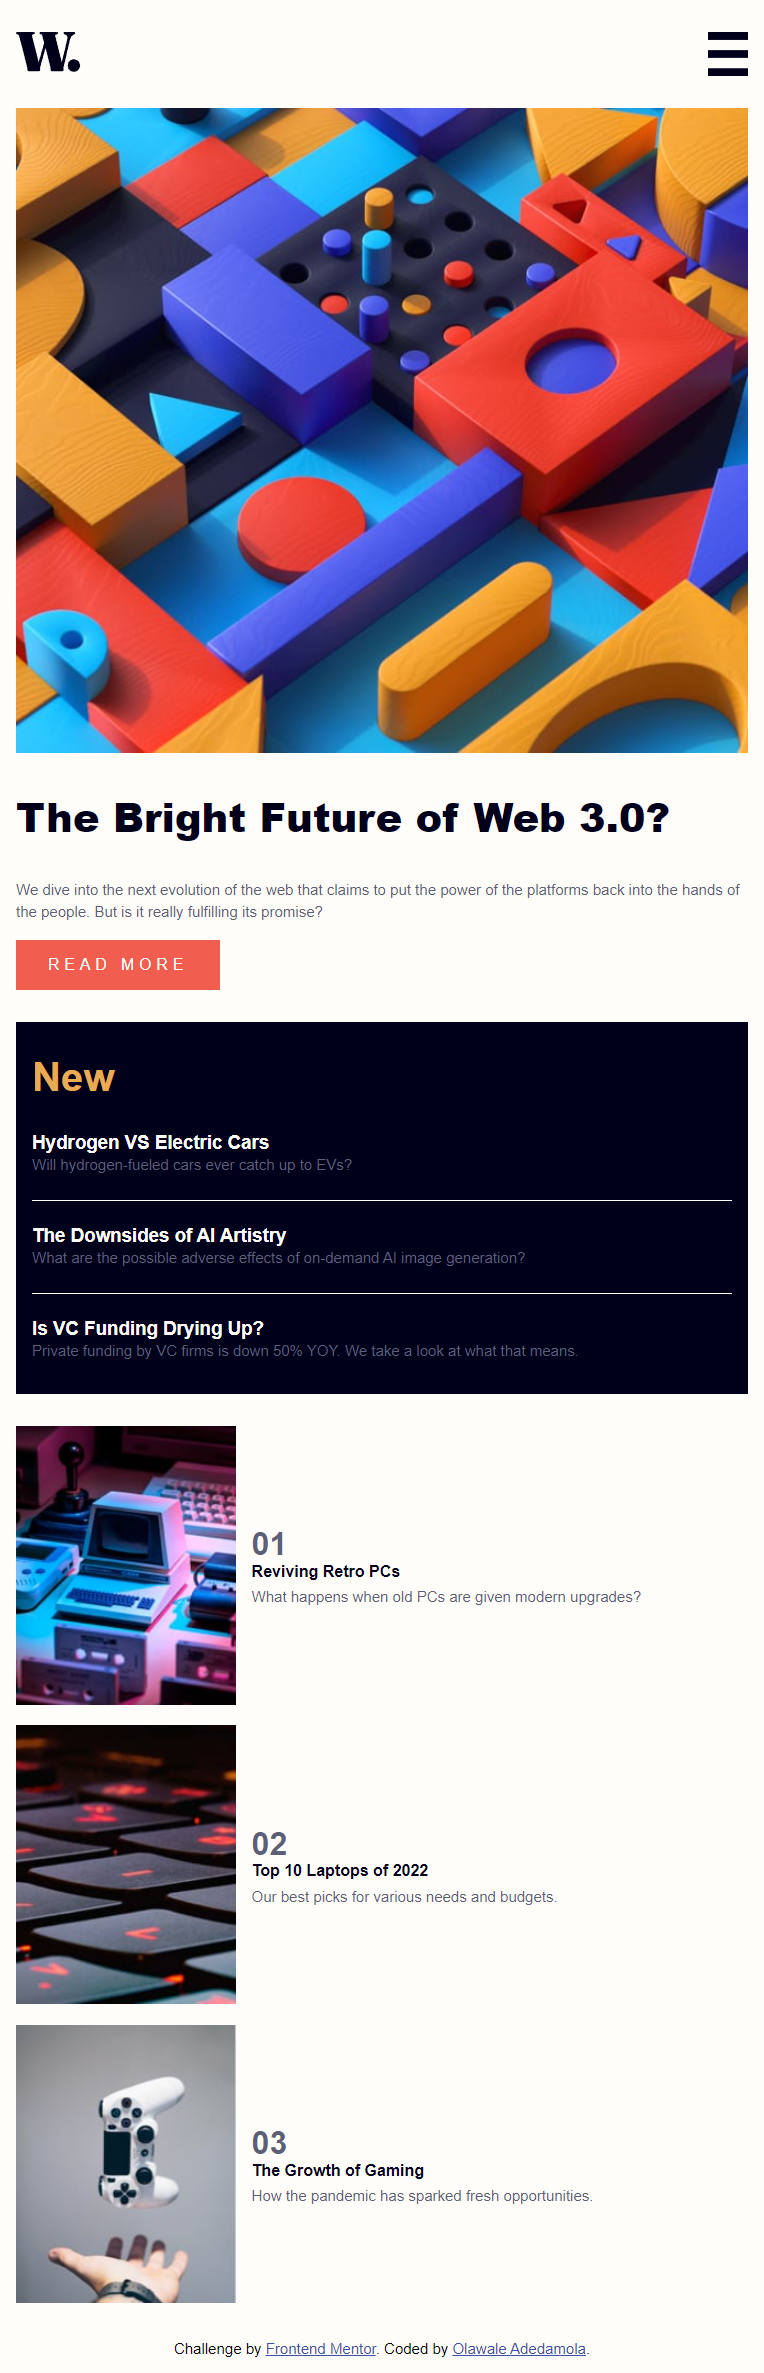 W.
The Bright Future of Web 3.0?
We dive into the next evolution of the web that claims to put the power of the platforms back into the hands of
the people. But is it really fulfilling its promise?
READ MORE
New
Hydrogen VS Electric Cars
Will hydrogen-fueled cars ever catch up to EVs?
The Downsides of AI Artistry
What are the possible adverse effects of on-demand AI image generation?
Is VC Funding Drying Up?
Private funding by VC firms is down 50% YOY. We take a look at what that means.
01
Reviving Retro PCs
What happens when old PCs are given modern upgrades?
02
Top 10 Laptops of 2022
Our best picks for various needs and budgets.
03
The Growth of Gaming
How the pandemic has sparked fresh opportunities.
Challenge by Frontend Mentor. Coded by Olawale Adedamola.